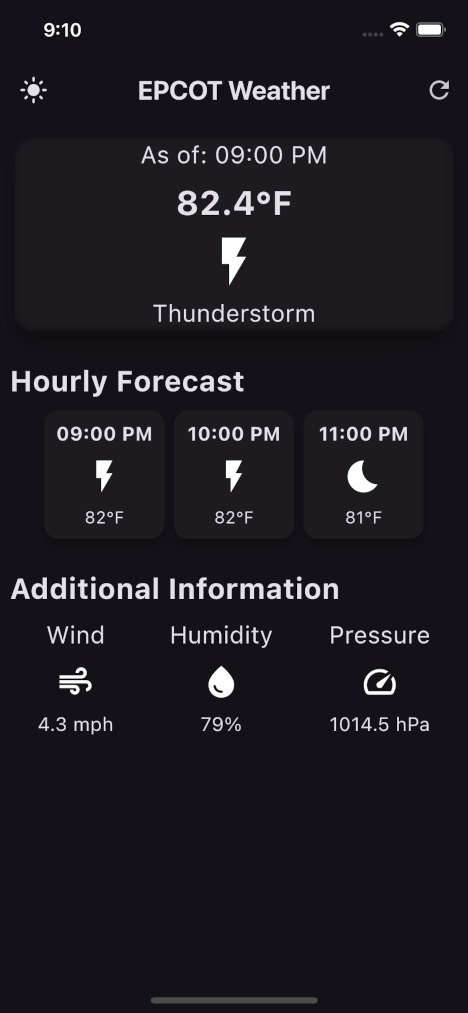 9:10
EPCOT Weather
As of: 09:00 PM
82.4°F
Thunderstorm
Hourly Forecast
09:00 PM 10:00 PM 11:00 PM
82°F 82°F 81°F
Additional Information
Wind Humidity Pressure
4.3 mph 79% 1014.5 hPa